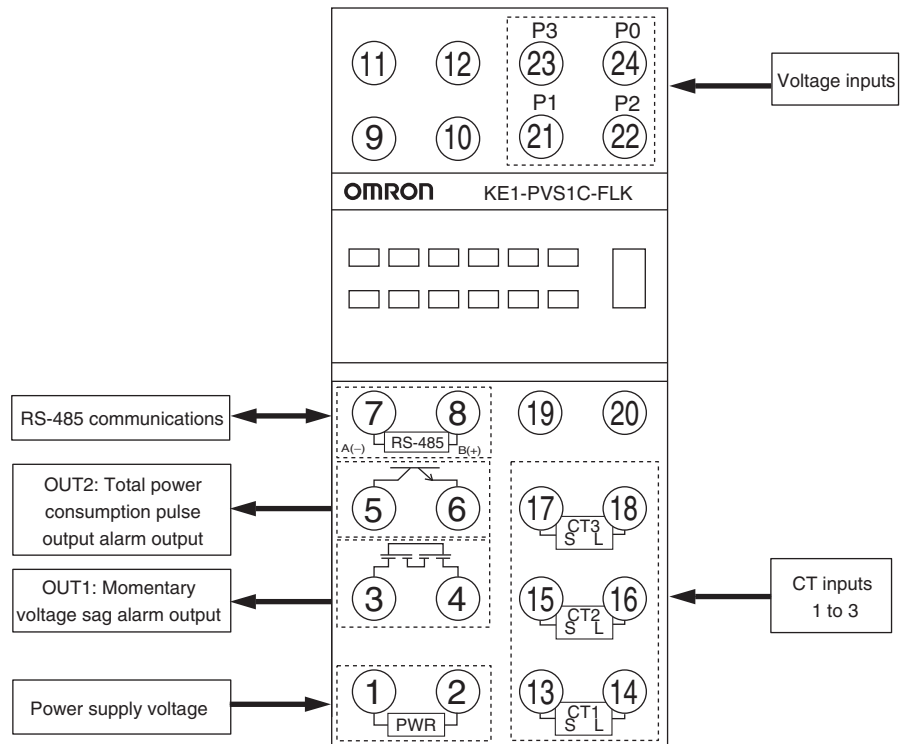 P3 P0
11 12 23 24
Voltage inputs
P1 P2
9 10 21 22
OMRON KE1-PVS1C-FLK
RS-485 communications
7 8 19 20
A(−) RS-485 B(+)
OUT2: Total power
consumption pulse
output alarm output
5 6
17 18
CT3
S L
OUT1: Momentary
voltage sag alarm output
3 4
15 16
CT2
S L
CT inputs
1 to 3
Power supply voltage
1 2
PWR
13 14
CT1
S L